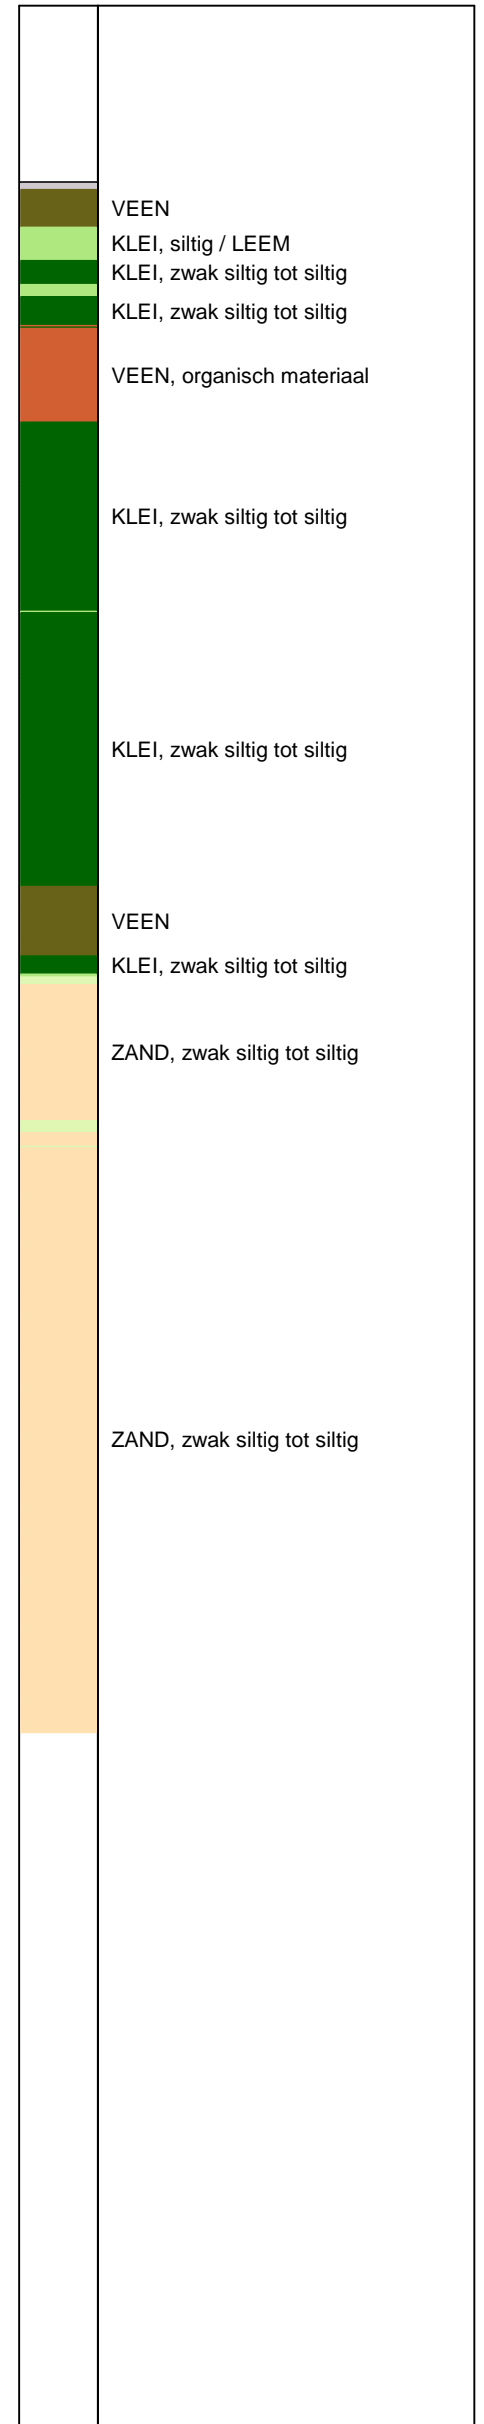 VEEN
KLEI, siltig / LEEM
KLEI, zwak siltig tot siltig
KLEI, zwak siltig tot siltig
VEEN, organisch materiaal
KLEI, zwak siltig tot siltig
KLEI, zwak siltig tot siltig
VEEN
KLEI, zwak siltig tot siltig
ZAND, zwak siltig tot siltig
ZAND, zwak siltig tot siltig